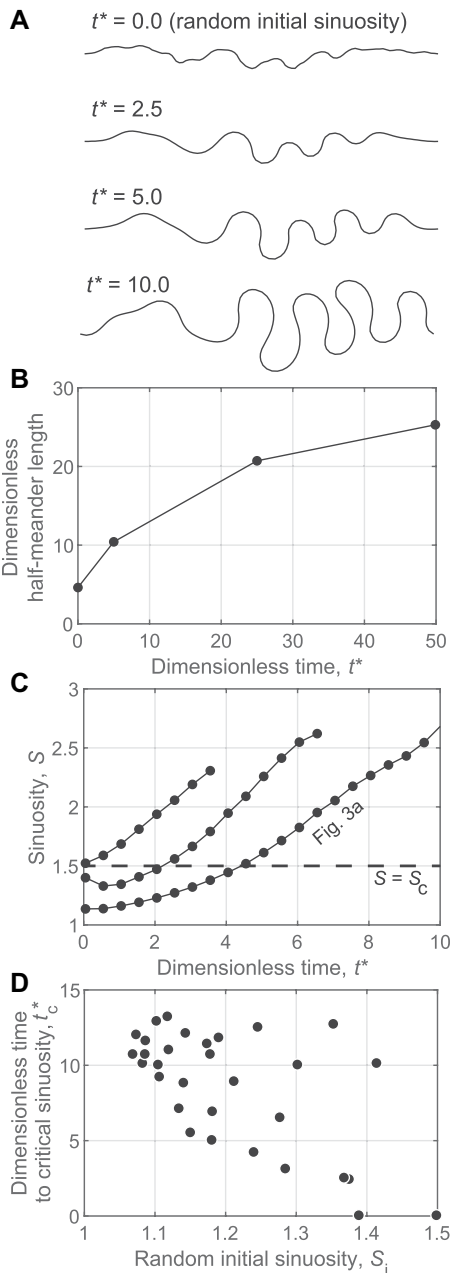 A
t* = 0.0 (random initial sinuosity)
t* = 2.5
t* = 5.0
t* = 10.0
B
Dimensionless
half-meander length
30
20
10
0
0 10 20 30 40 50
Dimensionless time, t*
C
Sinuosity, S
3
2.5
2
1.5
1
Fig. 3a
S = Sc
0 2 4 6 8 10
Dimensionless time, t*
D
Dimensionless time
to critical sinuosity, tc*
15
10
5
0
1 1.1 1.2 1.3 1.4 1.5
Random initial sinuosity, Si